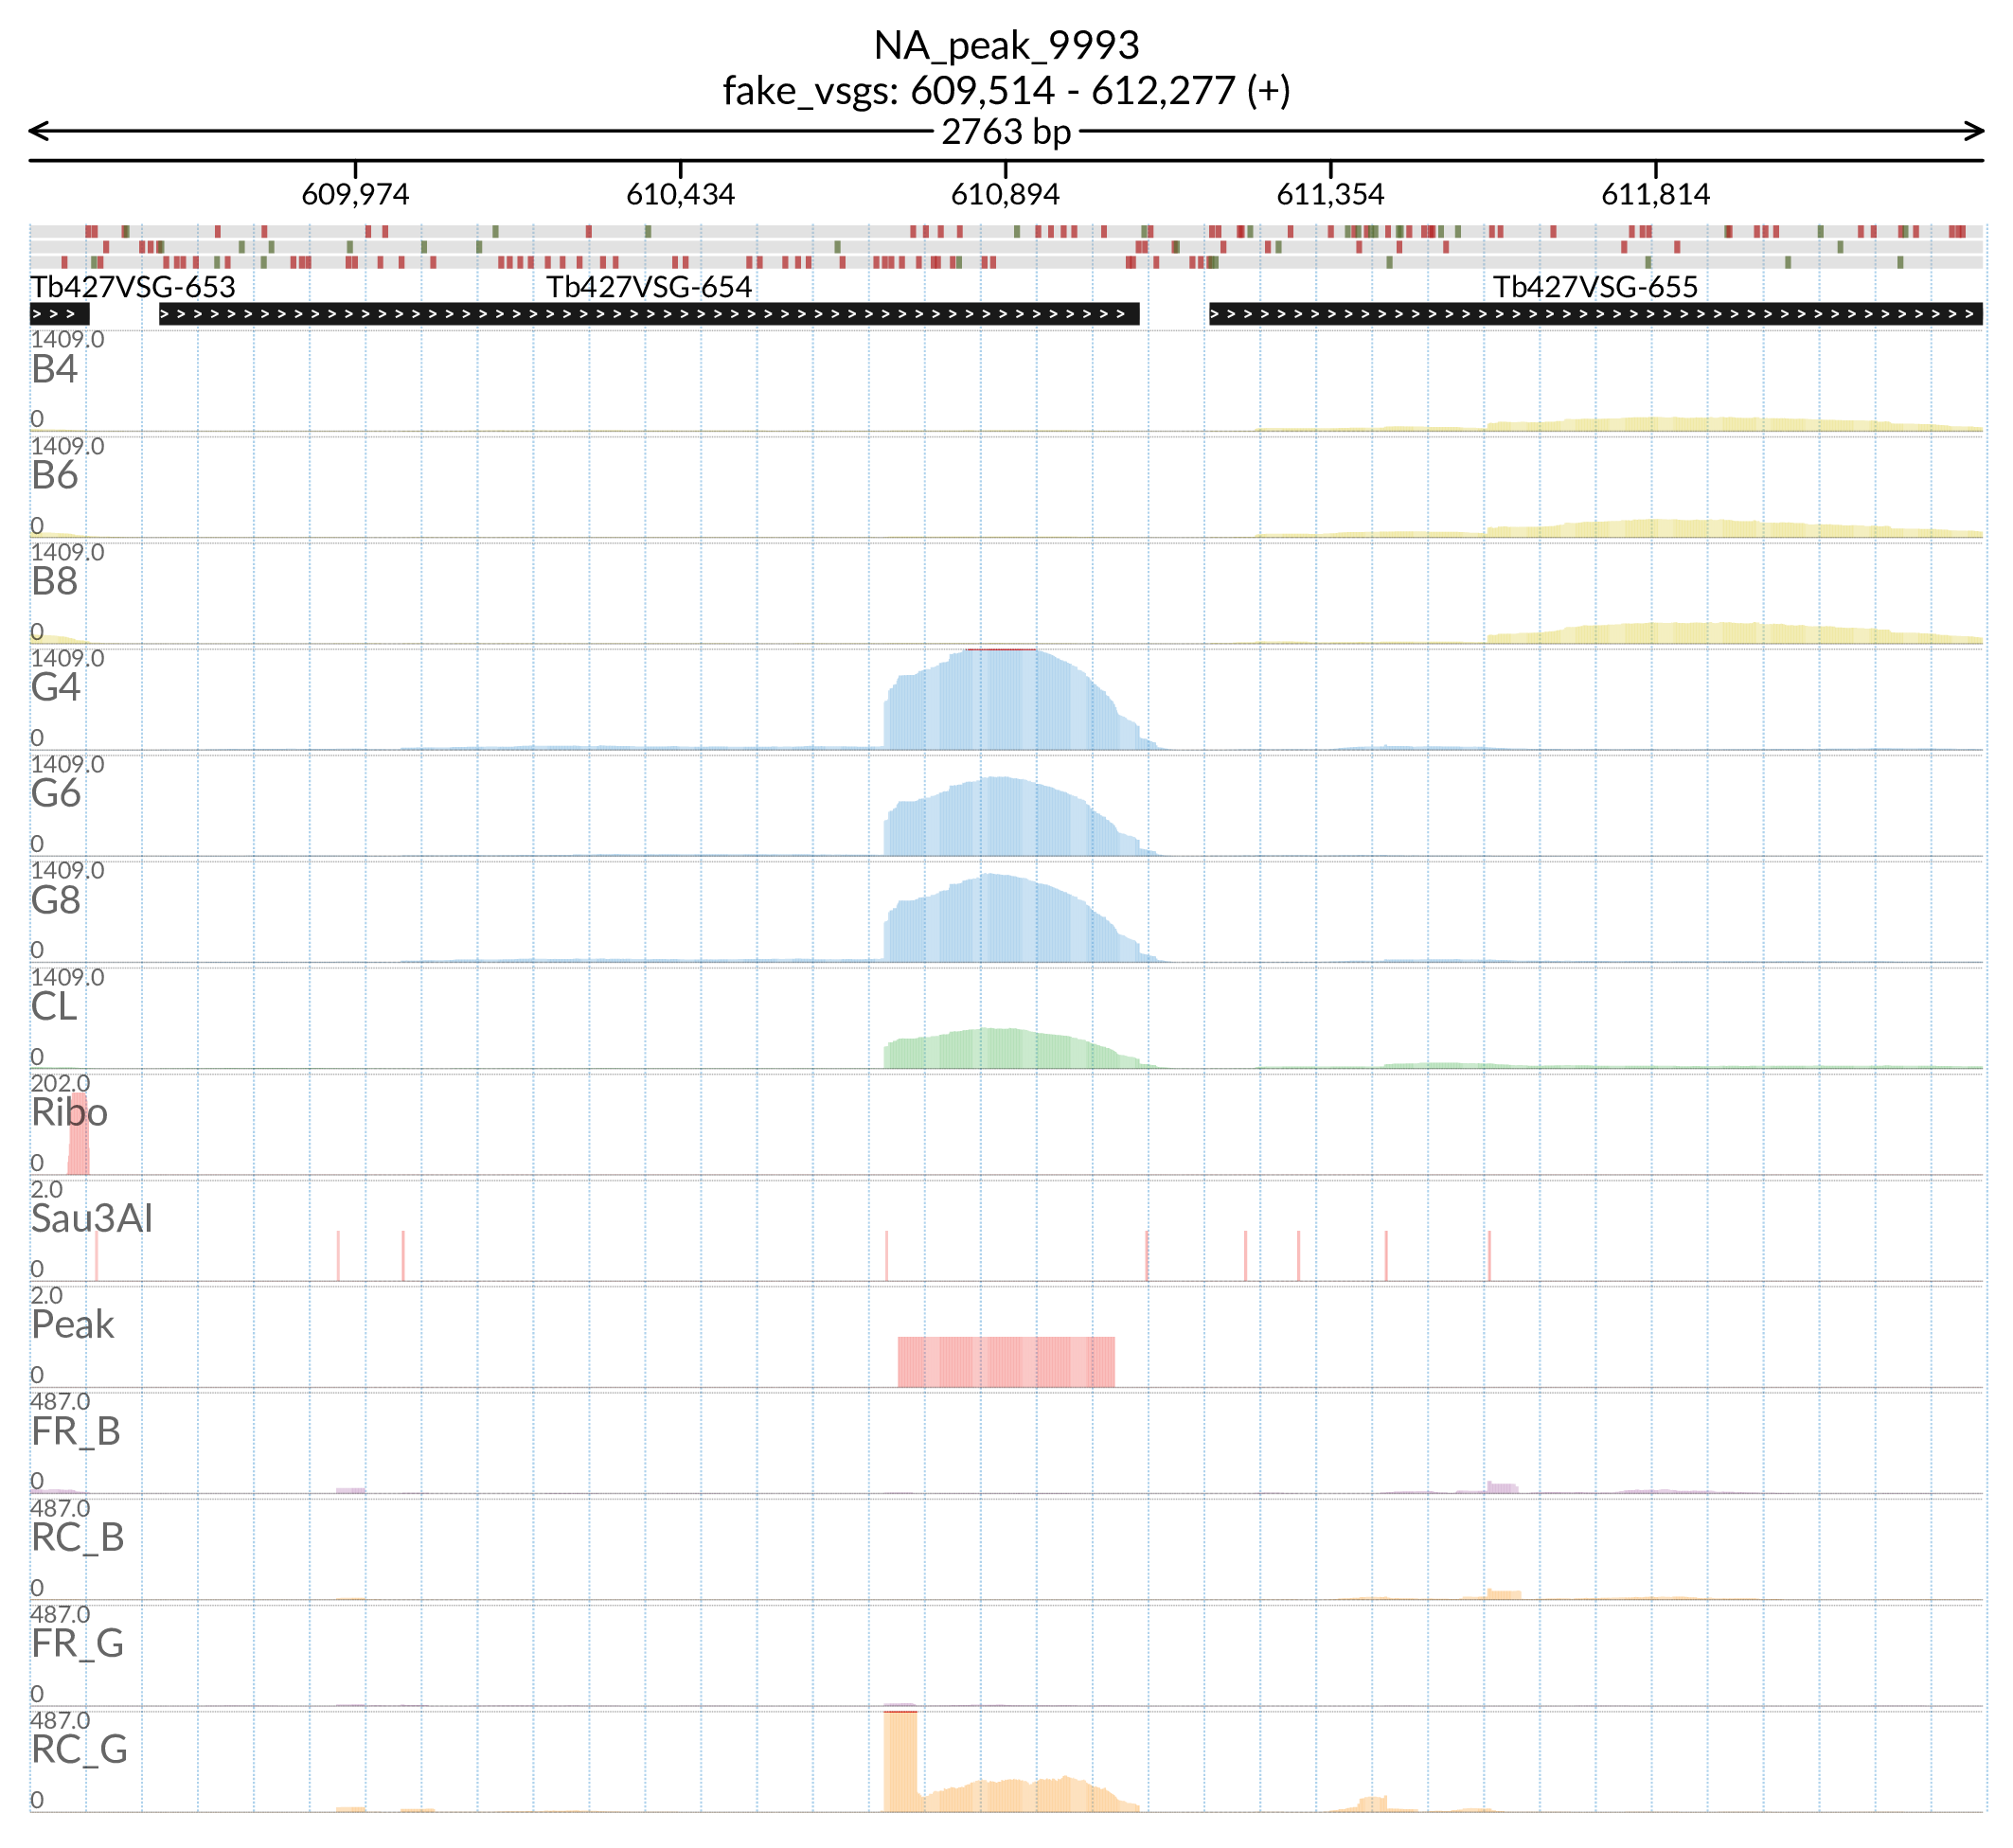 NA_peak_9993
fake_vsgs: 609,514 - 612,277 (+)
2763 bp
609,974 610,434 610,894 611,354 611,814
Tb427VSG-653 Tb427VSG-654 Tb427VSG-655
1409.0
B4
0
1409.0
B6
0
1409.0
B8
0
1409.0
G4
0
1409.0
G6
0
1409.0
G8
0
1409.0
CL
0
202.0
Ribo
0
2.0
Sau3AI
0
2.0
Peak
0
487.0
FR_B
0
487.0
RC_B
0
487.0
FR_G
0
487.0
RC_G
0